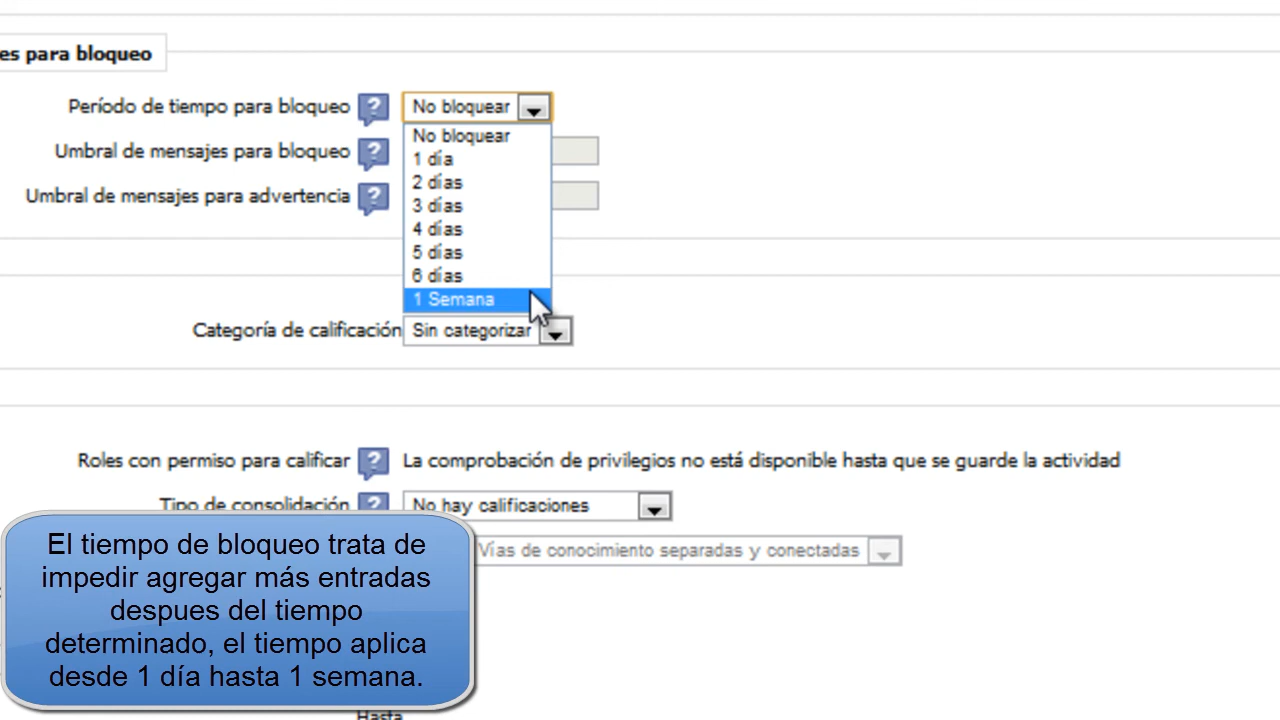 es para bloqueo
Período de tiempo para bloqueo ? No bloquear
No bloquear
1 día
Umbral de mensajes para bloqueo ?
2 días
Umbral de mensajes para advertencia ?
3 días
4 días
5 días
6 días
1 Semana
Categoría de calificación Sin categorizar
Roles con permiso para calificar ? La comprobación de privilegios no está disponible hasta que se guarde la actividad
Tipo de consolidación ? No hay calificaciones
Vías de conocimiento separadas y conectadas
El tiempo de bloqueo trata de
impedir agregar más entradas
despues del tiempo
determinado, el tiempo aplica
desde 1 día hasta 1 semana.
Hasta